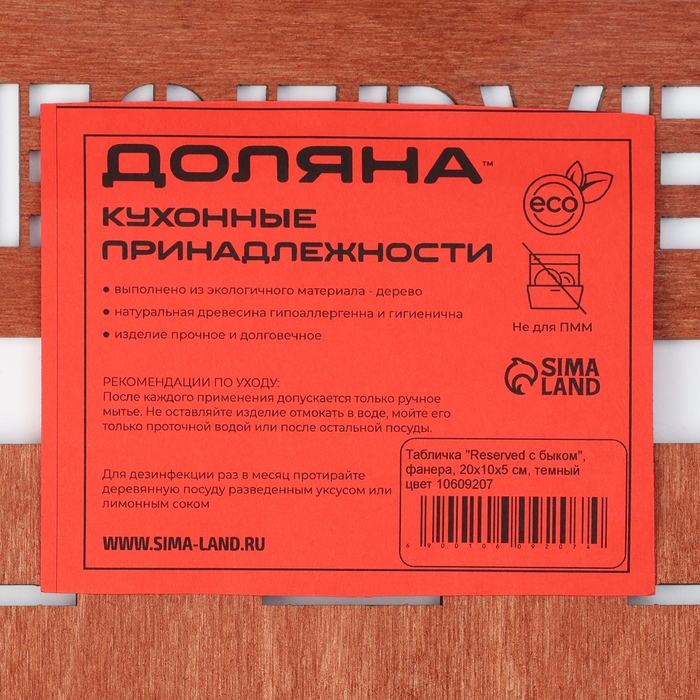 ДОЛЯНА™
КУХОННЫЕ
ПРИНАДЛЕЖНОСТИ
• выполнено из экологичного материала - дерево
• натуральная древесина гипоаллергенна и гигиенична
• изделие прочное и долговечное
eco
Не для ПММ
SIMA
LAND
РЕКОМЕНДАЦИИ ПО УХОДУ:
После каждого применения допускается только ручное
мытье. Не оставляйте изделие отмокать в воде, мойте его
только проточной водой или после остальной посуды.
Для дезинфекции раз в месяц протирайте
деревянную посуду разведенным уксусом или
лимонным соком
WWW.SIMA-LAND.RU
Табличка "Reserved с быком",
фанера, 20х10х5 см, темный
цвет 10609207
6900106092074